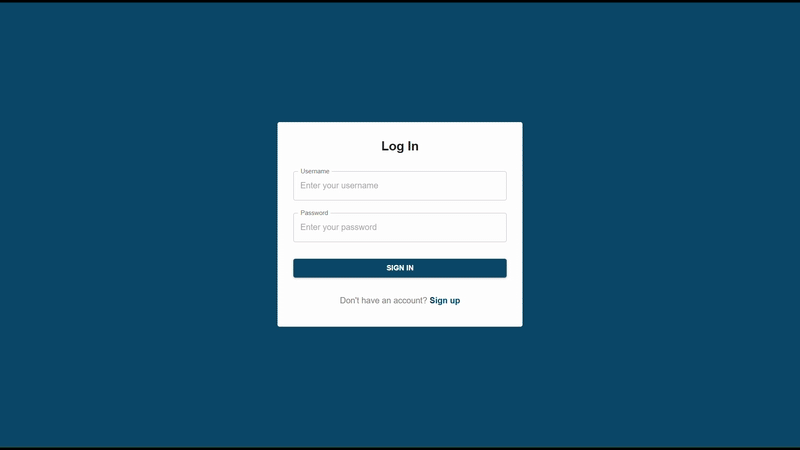 Log In
Username
Enter your username
Password
Enter your password
SIGN IN
Don't have an account? Sign up